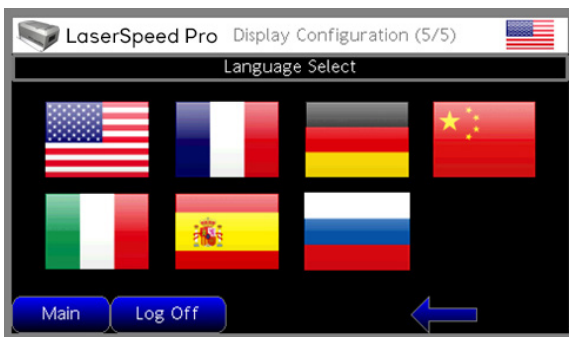 LaserSpeed Pro Display Configuration (5/5)
Language Select
Main Log Off